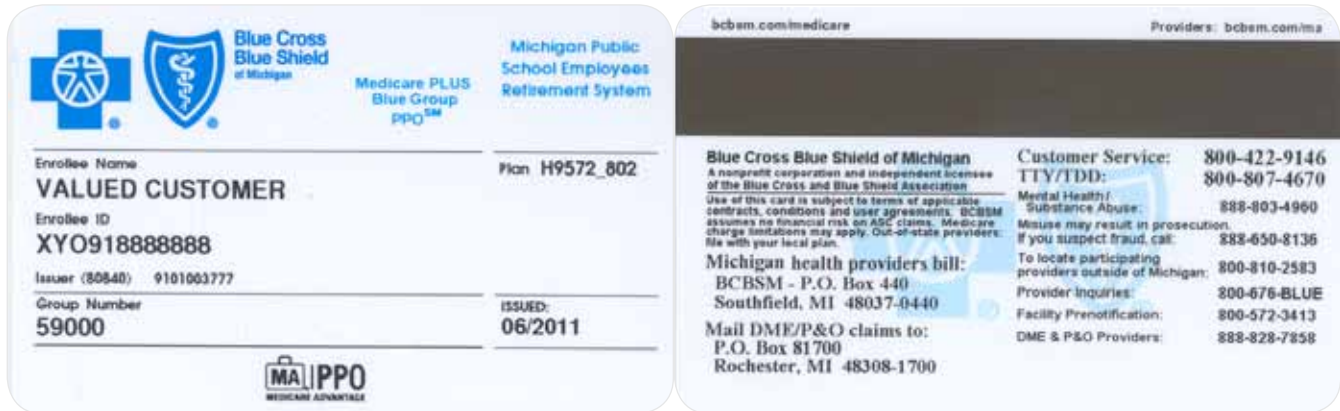 Blue Cross
Blue Shield
of Michigan
Medicare PLUS
Blue Group
PPO SM
Michigan Public
School Employees
Retirement System
Enrollee Name
VALUED CUSTOMER
Plan H9572_802
Enrollee ID
XYO918888888
Issuer (80840) 9101003777
Group Number
59000
ISSUED:
06/2011
MA PPO
MEDICARE ADVANTAGE
bcbsm.com/medicare
Providers: bcbsm.com/ma
Blue Cross Blue Shield of Michigan
A nonprofit corporation and independent licensee
of the Blue Cross and Blue Shield Association
Use of this card is subject to terms of applicable
contracts, conditions and user agreements. BCBSM
assumes no financial risk on ASC claims. Medicare
charge limitations may apply. Out-of-state providers:
file with your local plan.
Michigan health providers bill:
BCBSM - P.O. Box 440
Southfield, MI 48037-0440
Mail DME/P&O claims to:
P.O. Box 81700
Rochester, MI 48308-1700
Customer Service: 800-422-9146
TTY/TDD: 800-807-4670
Mental Health/
Substance Abuse: 888-803-4960
Misuse may result in prosecution.
If you suspect fraud, call: 888-650-8136
To locate participating
providers outside of Michigan: 800-810-2583
Provider Inquiries: 800-676-BLUE
Facility Prenotification: 800-572-3413
DME & P&O Providers: 888-828-7858